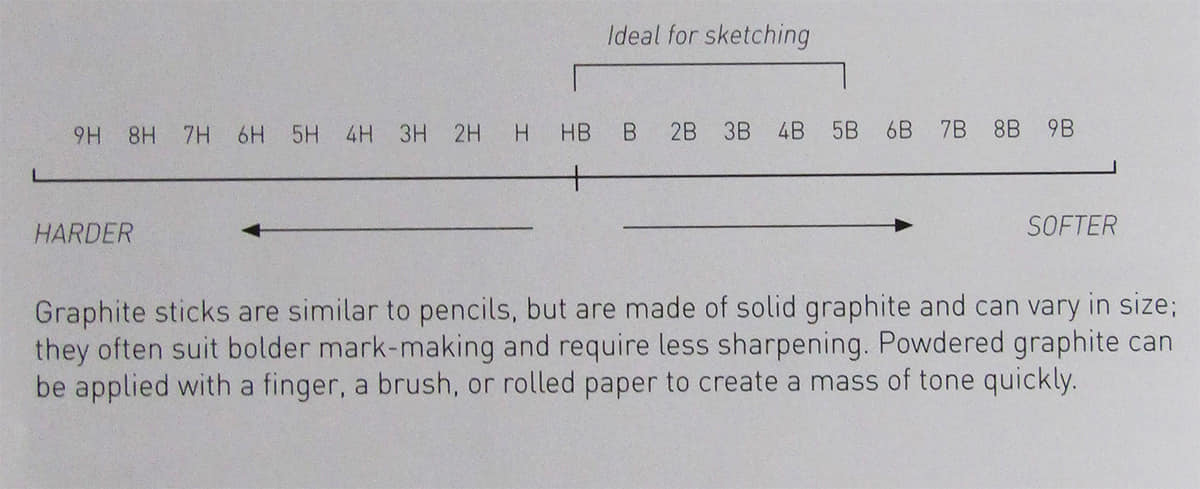 Ideal for sketching
9H 8H 7H 6H 5H 4H 3H 2H H HB B 2B 3B 4B 5B 6B 7B 8B 9B
HARDER SOFTER
Graphite sticks are similar to pencils, but are made of solid graphite and can vary in size;
they often suit bolder mark-making and require less sharpening. Powdered graphite can
be applied with a finger, a brush, or rolled paper to create a mass of tone quickly.